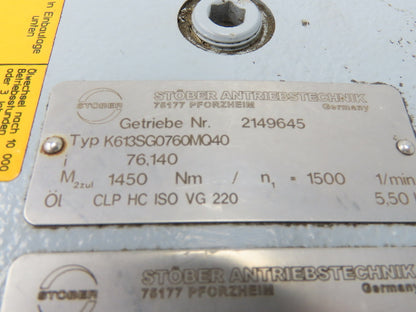 in Einbaulage
unten
Ölwechsel nach
Betriebsstunden
oder 3
10 000
STÖBER
STÖBER ANTRIEBSTECHNIK
75177 PFORZHEIM
Germany
Getriebe Nr. 2149645
Typ K613SG0760MQ40
i 76,140
M2zul 1450 Nm / n1 = 1500 1/min
Öl CLP HC ISO VG 220 5,50
STÖBER
STÖBER ANTRIEBSTECHNIK
75177 PFORZHEIM
Germany